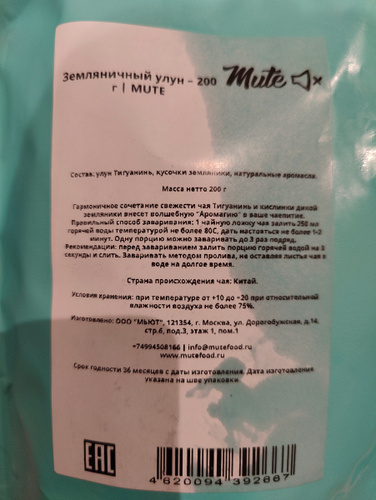 Земляничный улун – 200
г | MUTE
Mute
Состав: улун Тигуанинь, кусочки земляники, натуральные аромасла.
Масса нетто 200 г
Гармоничное сочетание свежести чая Тигуанинь и кислинки дикой
земляники внесет волшебную "Аромагию" в ваше чаепитие.
Правильный способ заваривания: 1 чайную ложку чая залить 250 мл
горячей воды температурой не более 80С, дать настояться не более 1-2
минут. Одну порцию можно заваривать до 3 раз подряд.
Рекомендации: перед завариванием залить порцию горячей водой на 5
секунды и слить. Заваривать методом пролива, не оставляя листья чая в
воде на долгое время.
Страна происхождения чая: Китай.
Условия хранения: при температуре от +10 до +20 при относительной
влажности воздуха не более 75%.
Изготовлено: ООО "МЬЮТ", 121354, г. Москва, ул. Дорогобужская, д.14,
стр.6, под.3, этаж 1, пом.1
+74994508166 | info@mutefood.ru
www.mutefood.ru
Срок годности 36 месяцев с даты изготовления. Дата изготовления
указана на шве упаковки
EAC
4 620094 392667